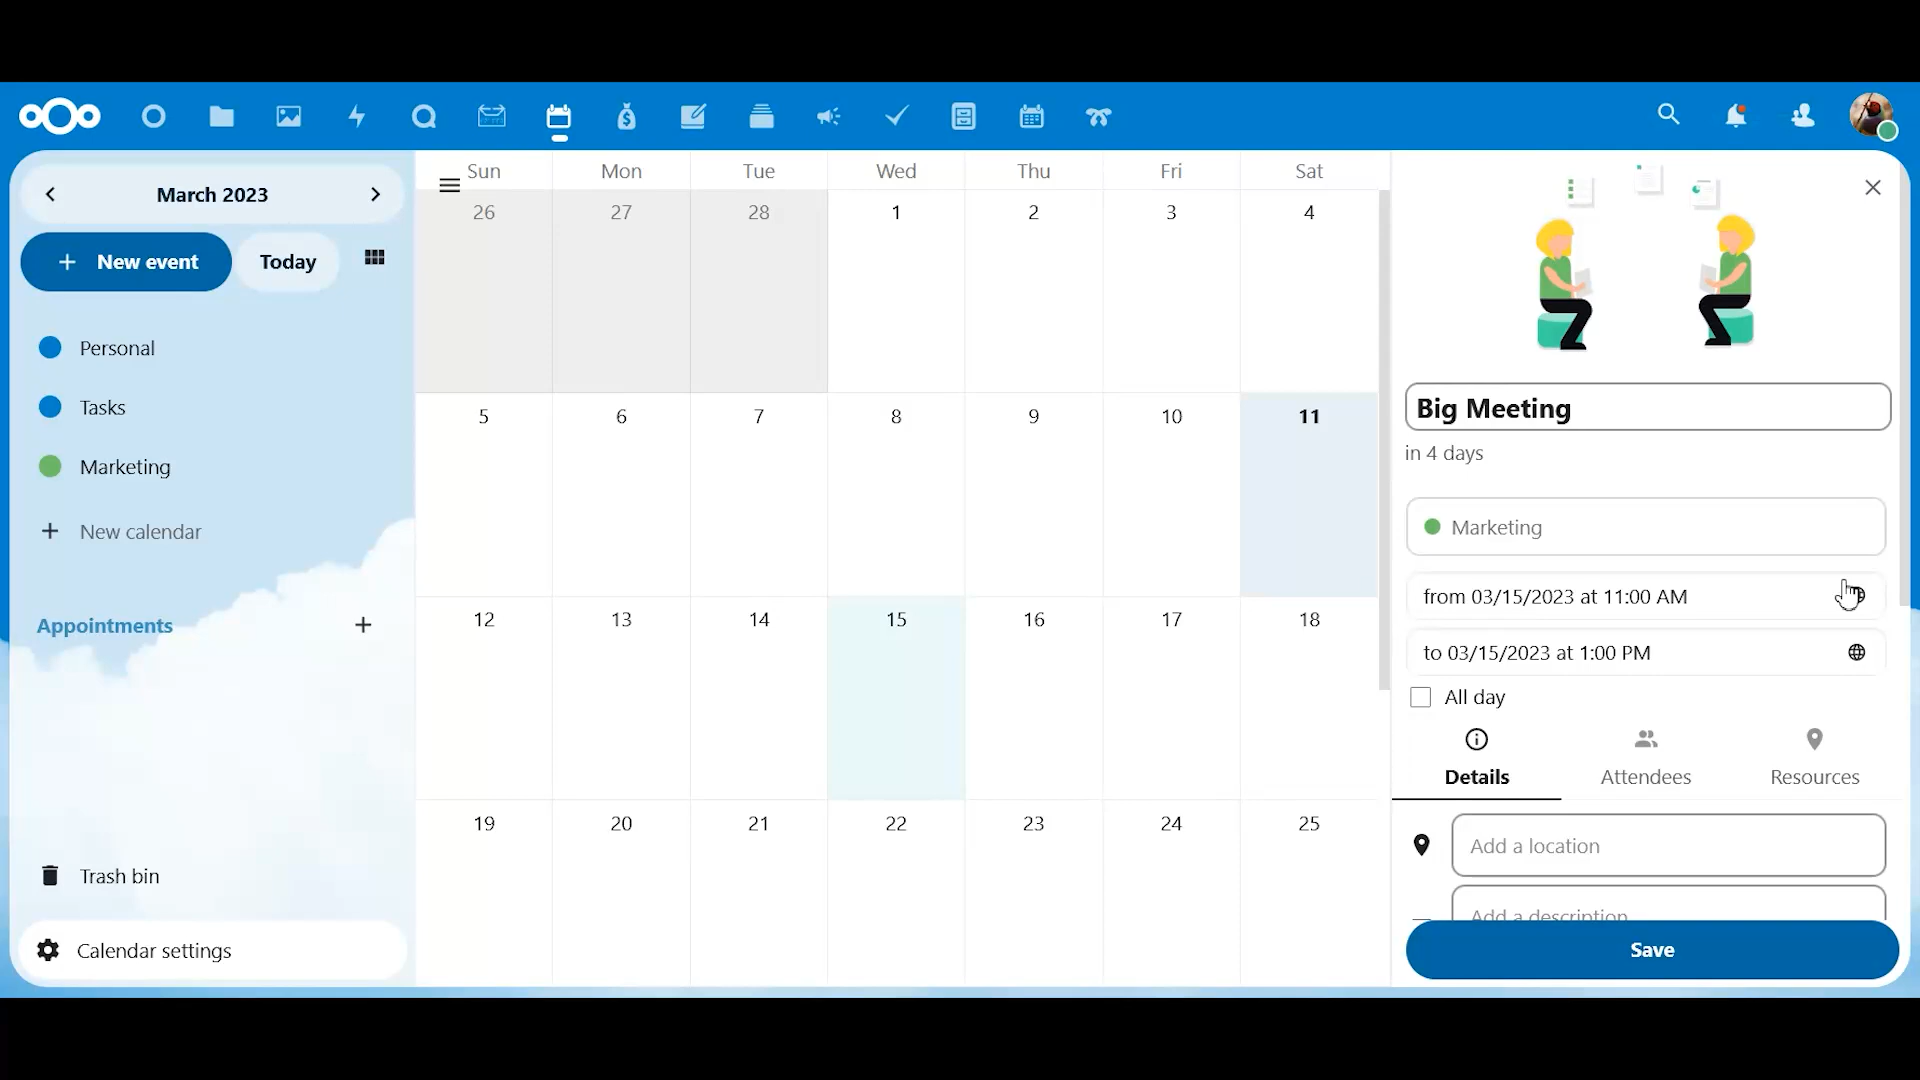 March 2023
New event
Today
Personal
Tasks
Marketing
New calendar
Appointments
Trash bin
Calendar settings
Sun Mon Tue Wed Thu Fri Sat
26 27 28 1 2 3 4
5 6 7 8 9 10 11
12 13 14 15 16 17 18
19 20 21 22 23 24 25
Big Meeting
in 4 days
Marketing
from 03/15/2023 at 11:00 AM
to 03/15/2023 at 1:00 PM
All day
Details Attendees Resources
Add a location
Add a description
Save